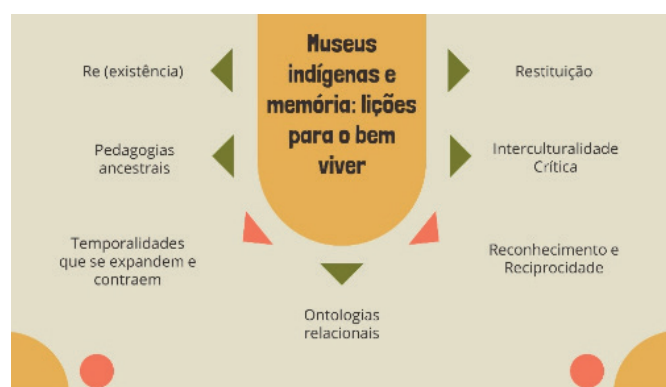 Museus
indígenas e
memória: lições
para o bem
viver
Re (existência)
Pedagogias
ancestrais
Temporalidades
que se expandem e
contraem
Ontologias
relacionais
Restituição
Interculturalidade
Crítica
Reconhecimento e
Reciprocidade